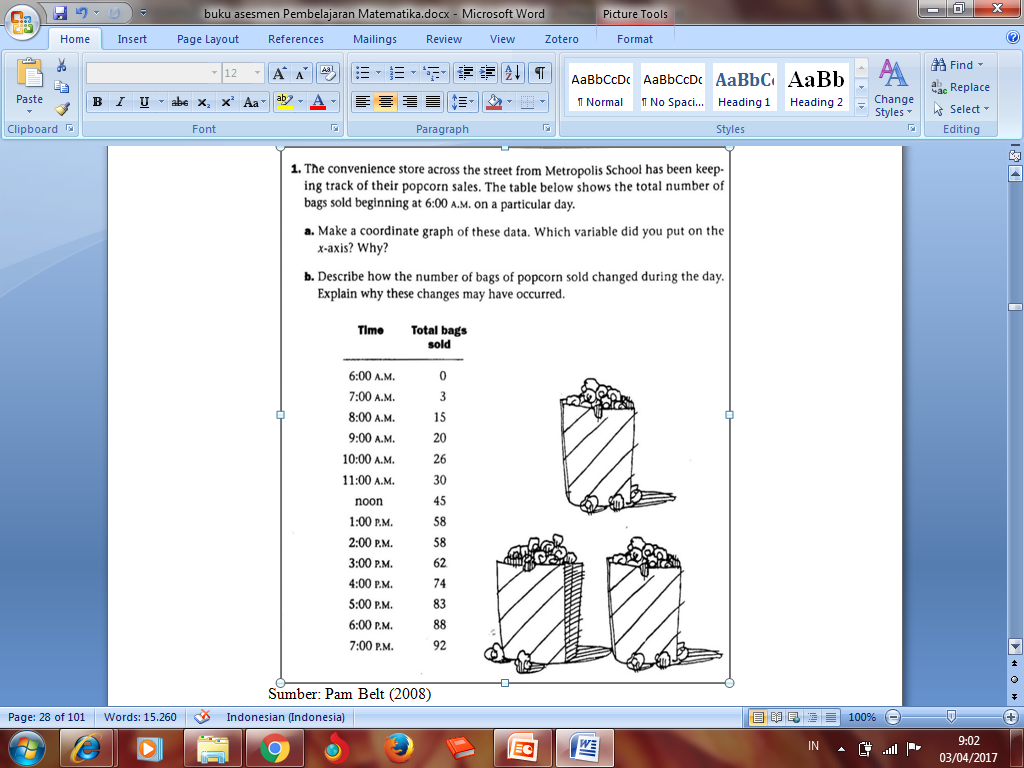 buku asesmen Pembelajaran Matematika.docx - Microsoft Word
Picture Tools
Home Insert Page Layout References Mailings Review View Zotero Format
12
Paste
B I U abc X₂ X² Aa A
AaBbCcDc AaBbCcDc AaBbC AaBb
¶ Normal ¶ No Spaci... Heading 1 Heading 2
Change
Styles
Find
Replace
Select
Clipboard Font Paragraph Styles Editing
1. The convenience store across the street from Metropolis School has been keep-
ing track of their popcorn sales. The table below shows the total number of
bags sold beginning at 6:00 A.M. on a particular day.
a. Make a coordinate graph of these data. Which variable did you put on the
x-axis? Why?
b. Describe how the number of bags of popcorn sold changed during the day.
Explain why these changes may have occurred.
Time Total bags
sold
6:00 A.M. 0
7:00 A.M. 3
8:00 A.M. 15
9:00 A.M. 20
10:00 A.M. 26
11:00 A.M. 30
noon 45
1:00 P.M. 58
2:00 P.M. 58
3:00 P.M. 62
4:00 P.M. 74
5:00 P.M. 83
6:00 P.M. 88
7:00 P.M. 92
Sumber: Pam Belt (2008)
Page: 28 of 101 Words: 15.260 Indonesian (Indonesia) 100%
IN 9:02
03/04/2017